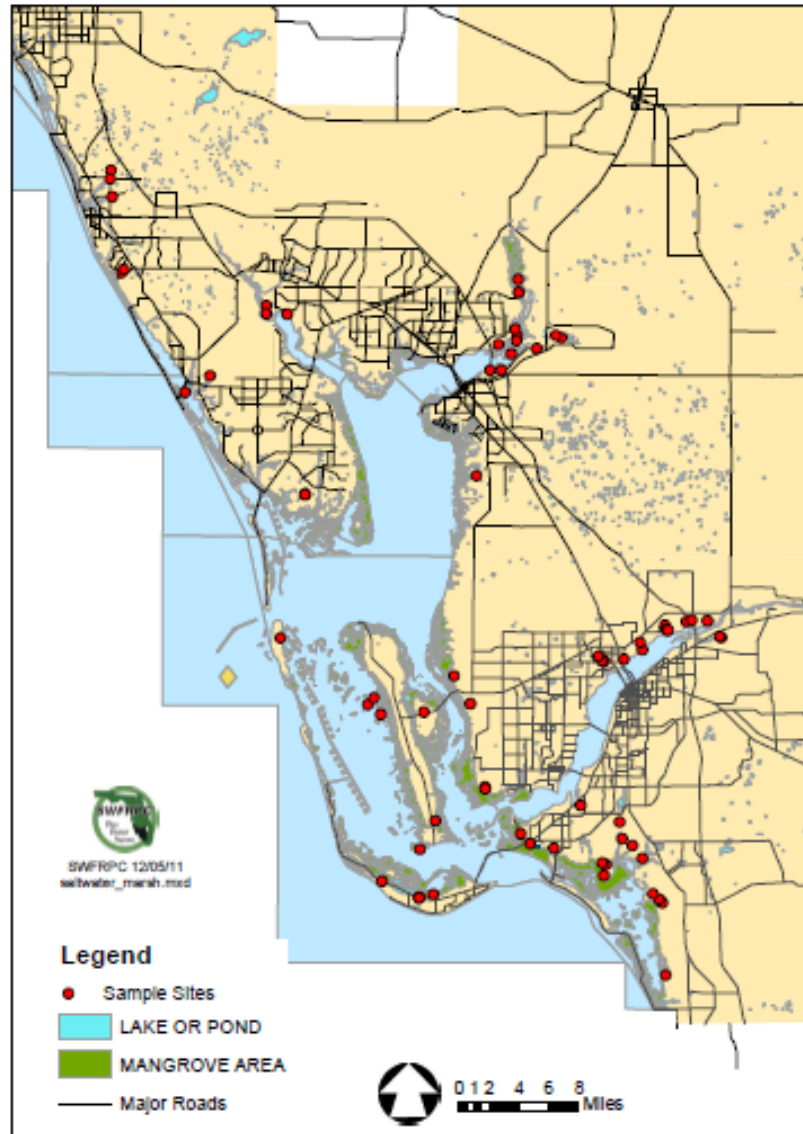 SWFRPC
SWFRPC 12/05/11
saltwater_marsh.mxd
Legend
Sample Sites
LAKE OR POND
MANGROVE AREA
Major Roads
0 1 2 4 6 8
Miles